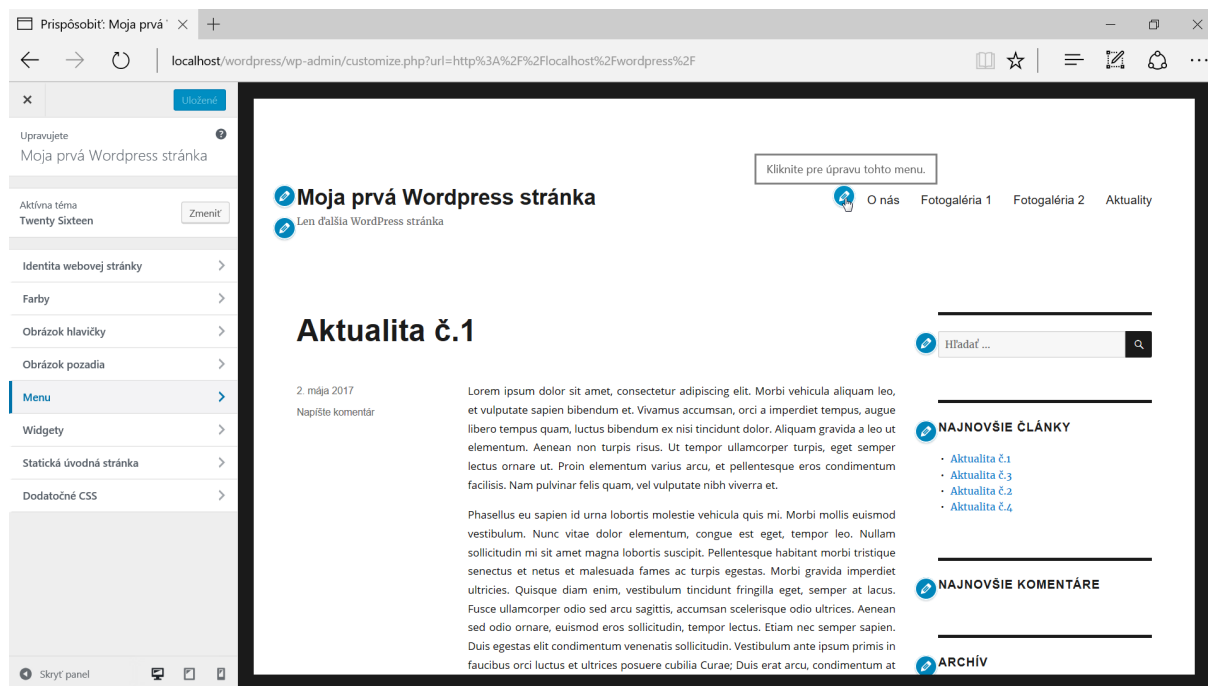 Prispôsobiť: Moja prvá
localhost/wordpress/wp-admin/customize.php?url=http%3A%2F%2Flocalhost%2Fwordpress%2F
Uložené
Upravujete
Moja prvá Wordpress stránka
Aktívna téma
Twenty Sixteen
Zmeniť
Identita webovej stránky
Farby
Obrázok hlavičky
Obrázok pozadia
Menu
Widgety
Statická úvodná stránka
Dodatočné CSS
Skryť panel
Kliknite pre úpravu tohto menu.
Moja prvá Wordpress stránka
Len ďalšia WordPress stránka
O nás Fotogaléria 1 Fotogaléria 2 Aktuality
Aktualita č.1
2. mája 2017
Napíšte komentár
Lorem ipsum dolor sit amet, consectetur adipiscing elit. Morbi vehicula aliquam leo,
et vulputate sapien bibendum et. Vivamus accumsan, orci a imperdiet tempus, augue
libero tempus quam, luctus bibendum ex nisi tincidunt dolor. Aliquam gravida a leo ut
elementum. Aenean non turpis risus. Ut tempor ullamcorper turpis, eget semper
lectus ornare ut. Proin elementum varius arcu, et pellentesque eros condimentum
facilisis. Nam pulvinar felis quam, vel vulputate nibh viverra et.
Phasellus eu sapien id urna lobortis molestie vehicula quis mi. Morbi mollis euismod
vestibulum. Nunc vitae dolor elementum, congue est eget, tempor leo. Nullam
sollicitudin mi sit amet magna lobortis suscipit. Pellentesque habitant morbi tristique
senectus et netus et malesuada fames ac turpis egestas. Morbi gravida imperdiet
ultricies. Quisque diam enim, vestibulum tincidunt fringilla eget, semper at lacus.
Fusce ullamcorper odio sed arcu sagittis, accumsan scelerisque odio ultrices. Aenean
sed odio ornare, euismod eros sollicitudin, tempor lectus. Etiam nec semper sapien.
Duis egestas elit condimentum venenatis sollicitudin. Vestibulum ante ipsum primis in
faucibus orci luctus et ultrices posuere cubilia Curae; Duis erat arcu, condimentum at
Hľadať ...
NAJNOVŠIE ČLÁNKY
Aktualita č.1
Aktualita č.3
Aktualita č.2
Aktualita č.4
NAJNOVŠIE KOMENTÁRE
ARCHÍV